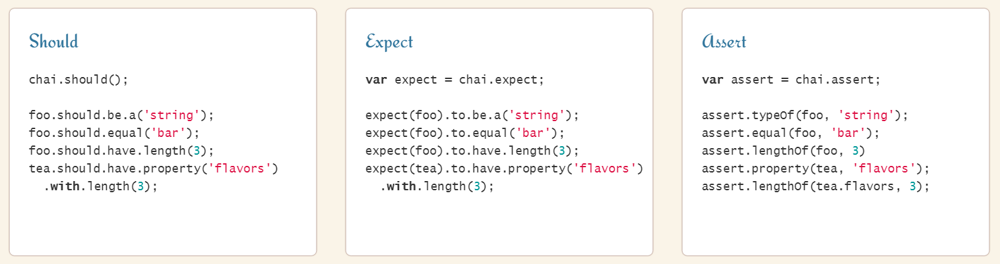 Should
chai.should();
foo.should.be.a('string');
foo.should.equal('bar');
foo.should.have.length(3);
tea.should.have.property('flavors')
  .with.length(3);
Expect
var expect = chai.expect;
expect(foo).to.be.a('string');
expect(foo).to.equal('bar');
expect(foo).to.have.length(3);
expect(tea).to.have.property('flavors')
  .with.length(3);
Assert
var assert = chai.assert;
assert.typeOf(foo, 'string');
assert.equal(foo, 'bar');
assert.lengthOf(foo, 3)
assert.property(tea, 'flavors');
assert.lengthOf(tea.flavors, 3);